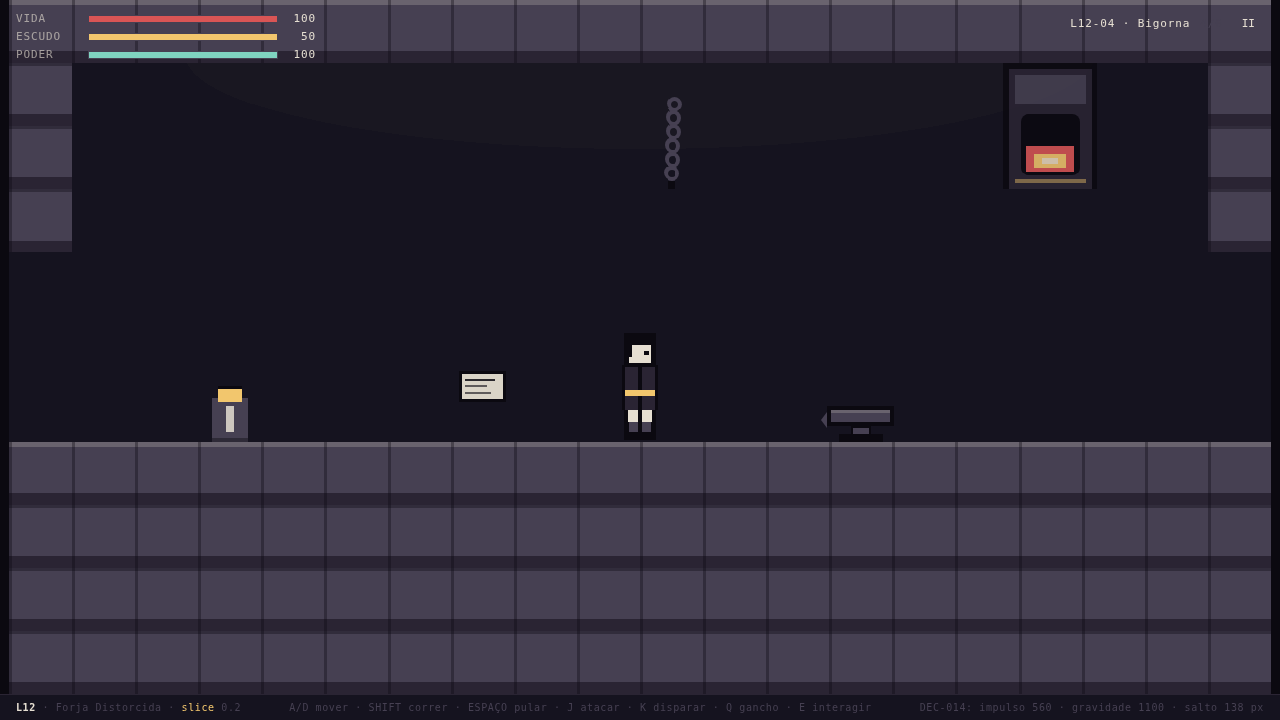 VIDA 100
ESCUDO 50
PODER 100
L12-04 · Bigorna II
L12 · Forja Distorcida · slice 0.2 A/D mover · SHIFT correr · ESPAÇO pular · J atacar · K disparar · Q gancho · E interagir DEC-014: impulso 560 · gravidade 1100 · salto 138 px